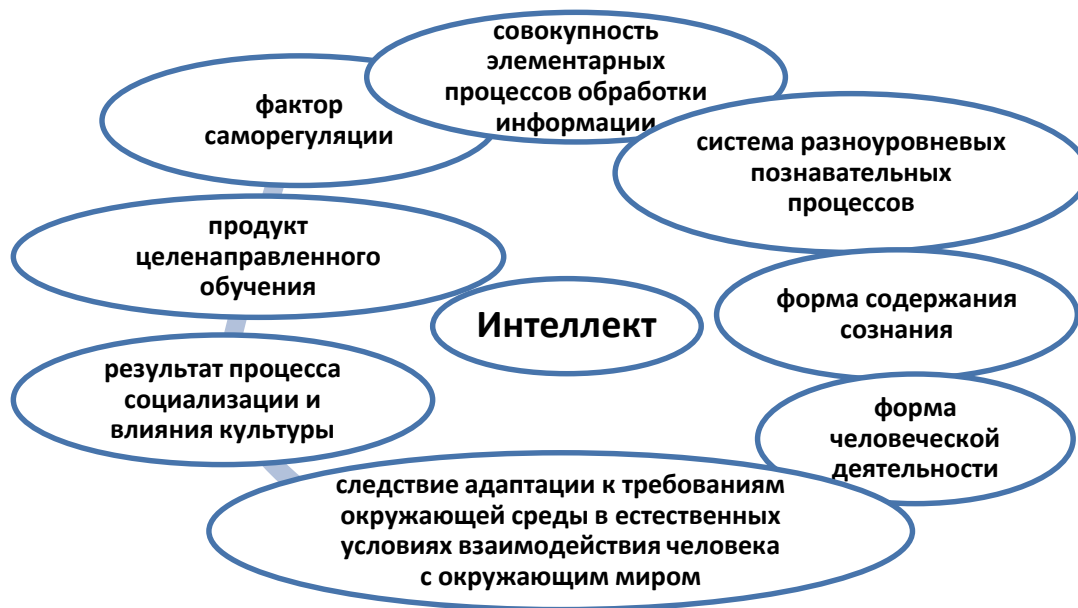 совокупность
элементарных
процессов обработки
информации
фактор
саморегуляции
система разноуровневых
познавательных
процессов
продукт
целенаправленного
обучения
Интеллект
форма содержания
сознания
результат процесса
социализации и
влияния культуры
форма
человеческой
деятельности
следствие адаптации к требованиям
окружающей среды в естественных
условиях взаимодействия человека
с окружающим миром